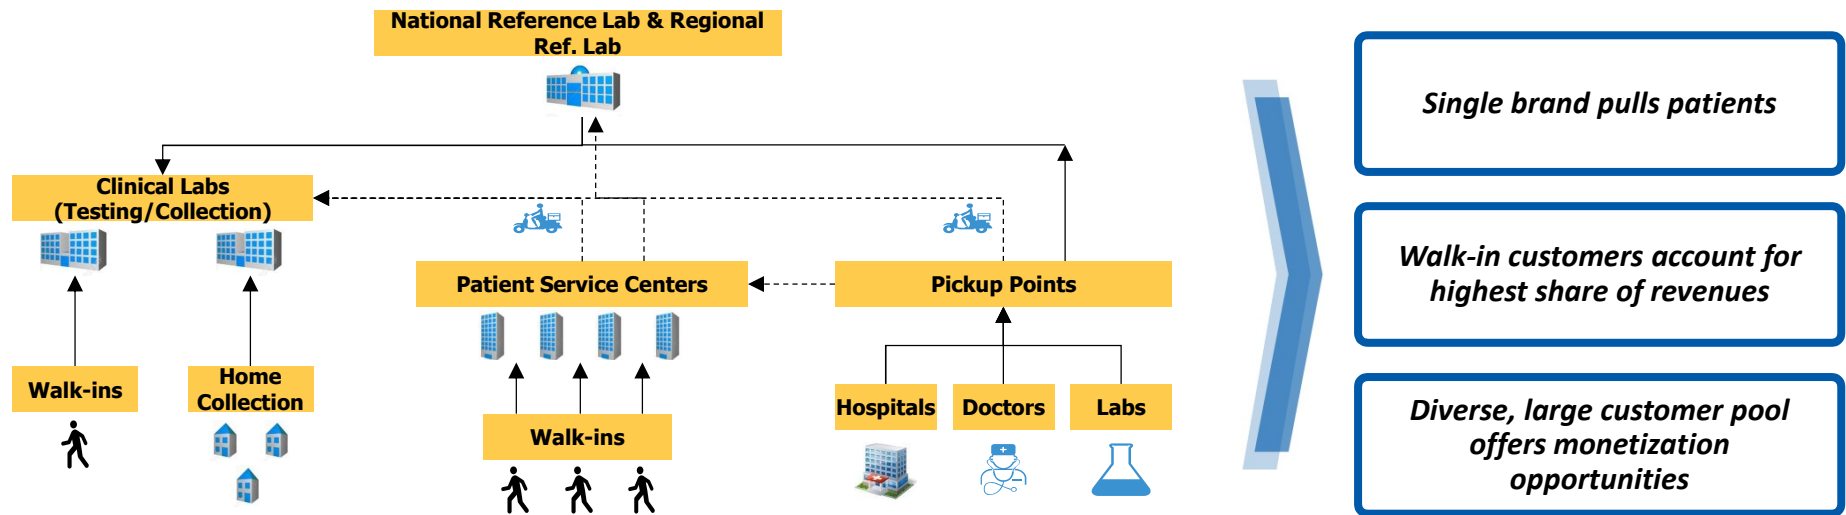 National Reference Lab & Regional
Ref. Lab
Clinical Labs
(Testing/Collection)
Patient Service Centers
Pickup Points
Walk-ins
Home
Collection
Walk-ins
Hospitals
Doctors
Labs
Single brand pulls patients
Walk-in customers account for
highest share of revenues
Diverse, large customer pool
offers monetization
opportunities